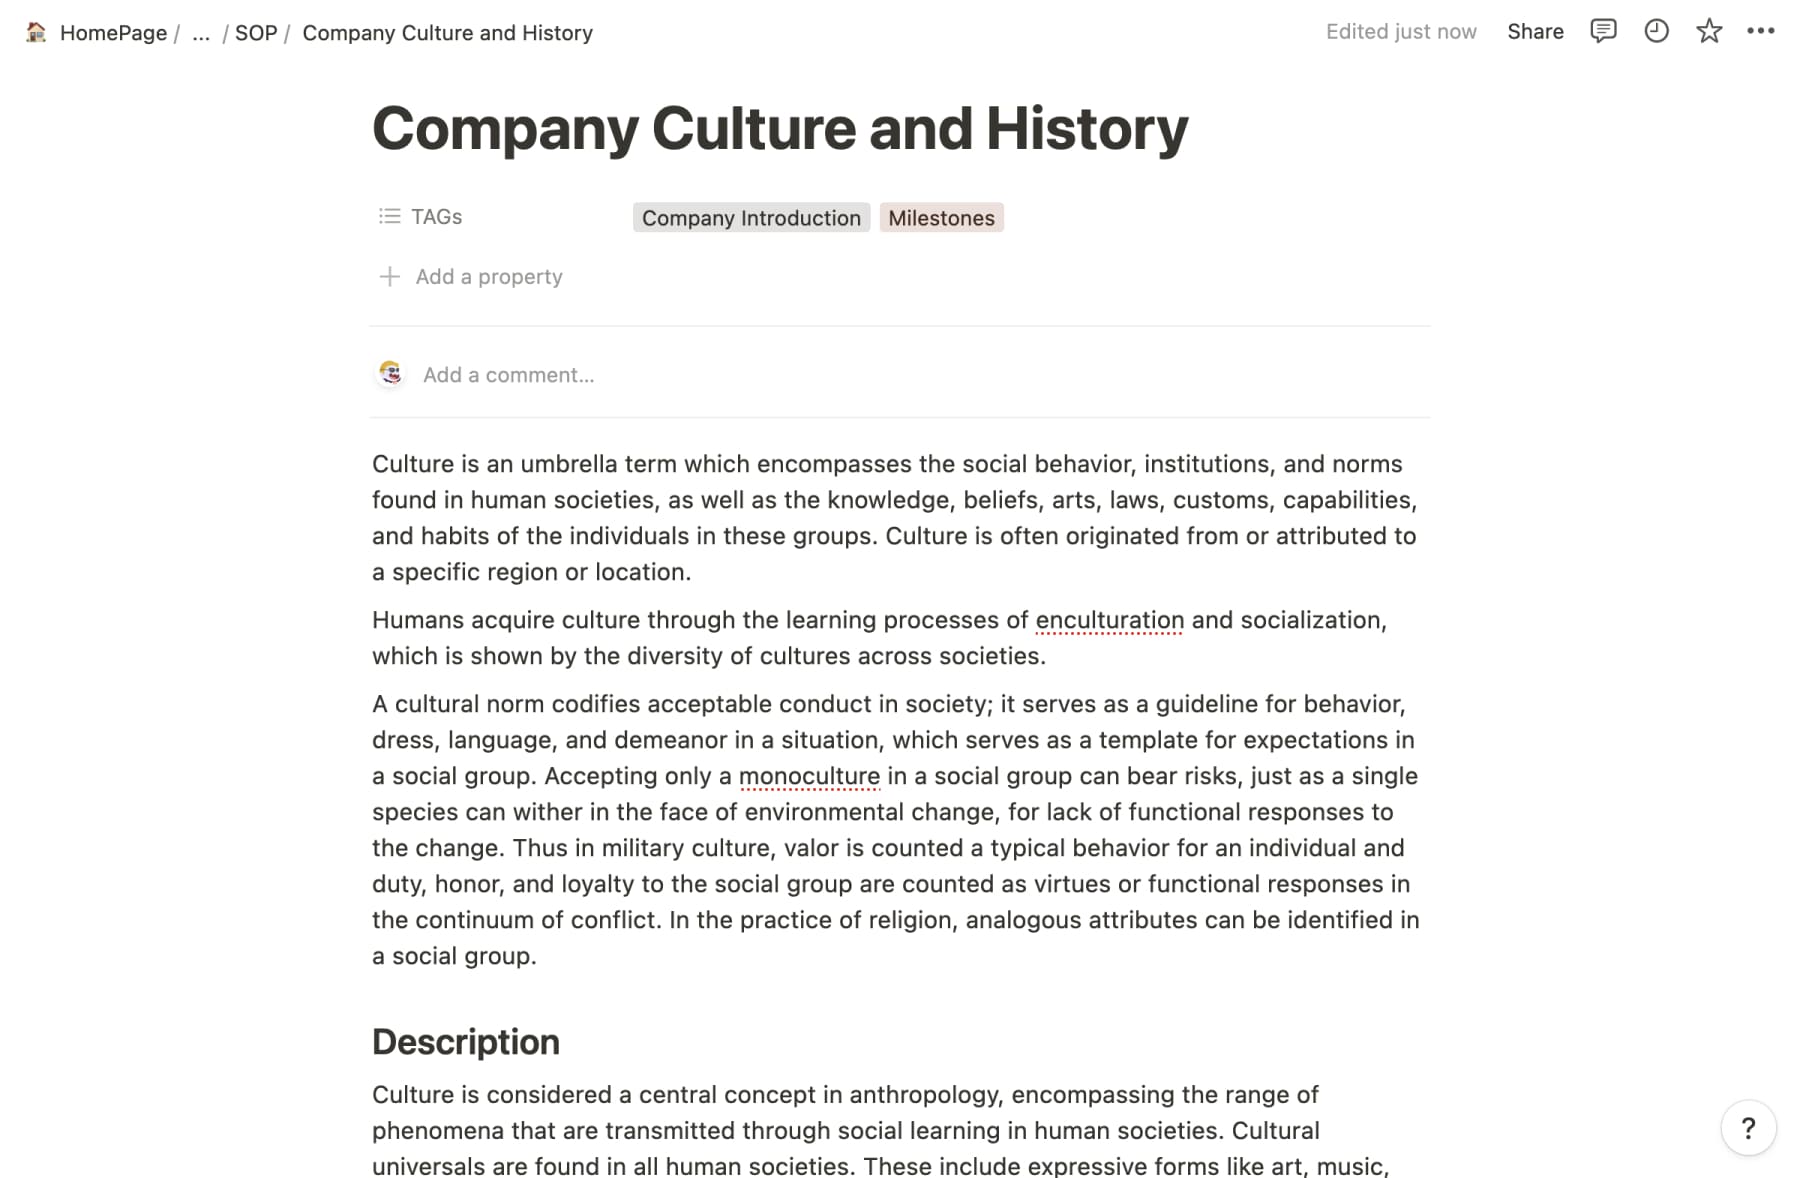 HomePage / ... / SOP / Company Culture and History
Edited just now Share
Company Culture and History
TAGs Company Introduction Milestones
Add a property
Add a comment...
Culture is an umbrella term which encompasses the social behavior, institutions, and norms
found in human societies, as well as the knowledge, beliefs, arts, laws, customs, capabilities,
and habits of the individuals in these groups. Culture is often originated from or attributed to
a specific region or location.
Humans acquire culture through the learning processes of enculturation and socialization,
which is shown by the diversity of cultures across societies.
A cultural norm codifies acceptable conduct in society; it serves as a guideline for behavior,
dress, language, and demeanor in a situation, which serves as a template for expectations in
a social group. Accepting only a monoculture in a social group can bear risks, just as a single
species can wither in the face of environmental change, for lack of functional responses to
the change. Thus in military culture, valor is counted a typical behavior for an individual and
duty, honor, and loyalty to the social group are counted as virtues or functional responses in
the continuum of conflict. In the practice of religion, analogous attributes can be identified in
a social group.
Description
Culture is considered a central concept in anthropology, encompassing the range of
phenomena that are transmitted through social learning in human societies. Cultural
universals are found in all human societies. These include expressive forms like art, music,
?